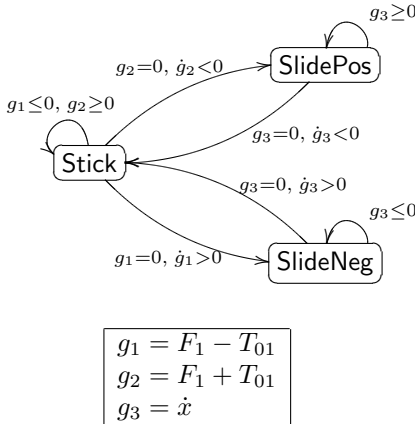 g₃≥0
g₂=0, ġ₂<0
SlidePos
g₁≤0, g₂≥0
g₃=0, ġ₃<0
Stick
g₃=0, ġ₃>0
g₃≤0
g₁=0, ġ₁>0
SlideNeg
g₁ = F₁ − T₀₁
g₂ = F₁ + T₀₁
g₃ = ẋ